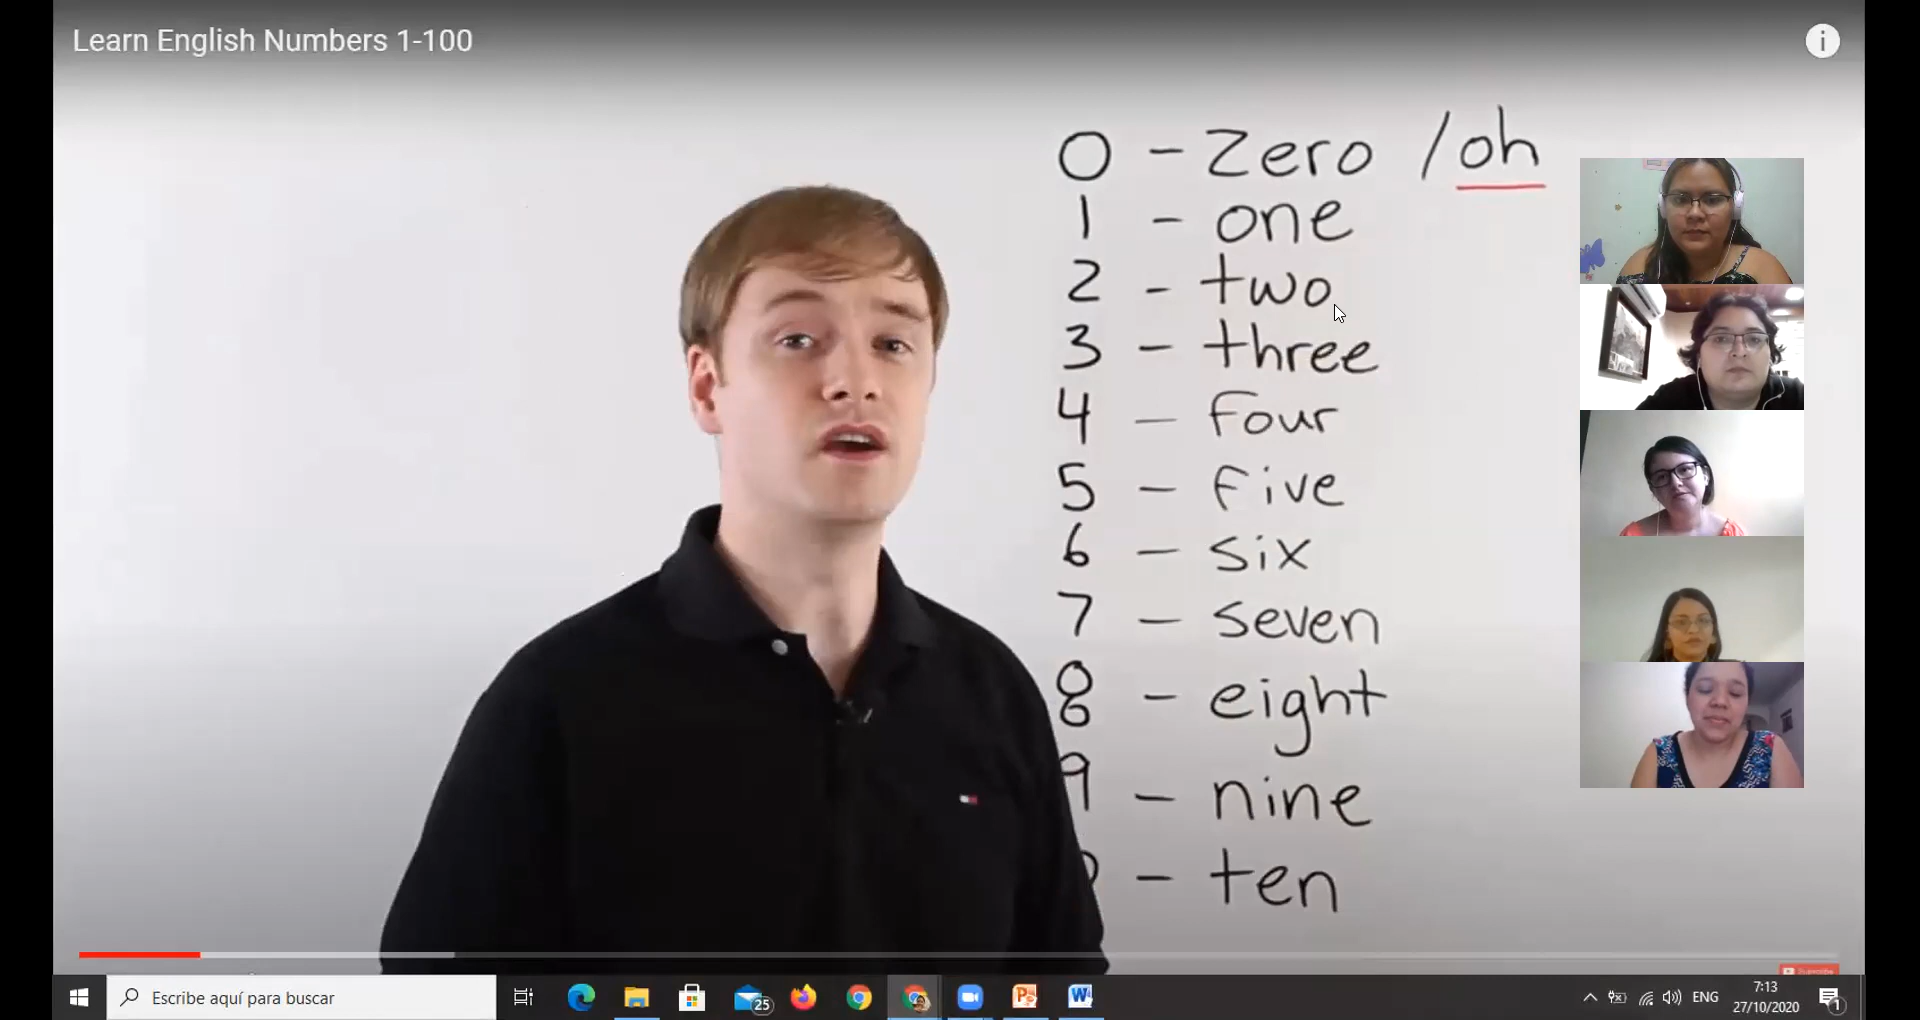 Learn English Numbers 1-100
i
0 - Zero / oh
1 - one
2 - two
3 - three
4 - four
5 - five
6 - six
7 - seven
8 - eight
9 - nine
- ten
Subscribe
Escribe aquí para buscar
25
ENG
7:13
27/10/2020
1